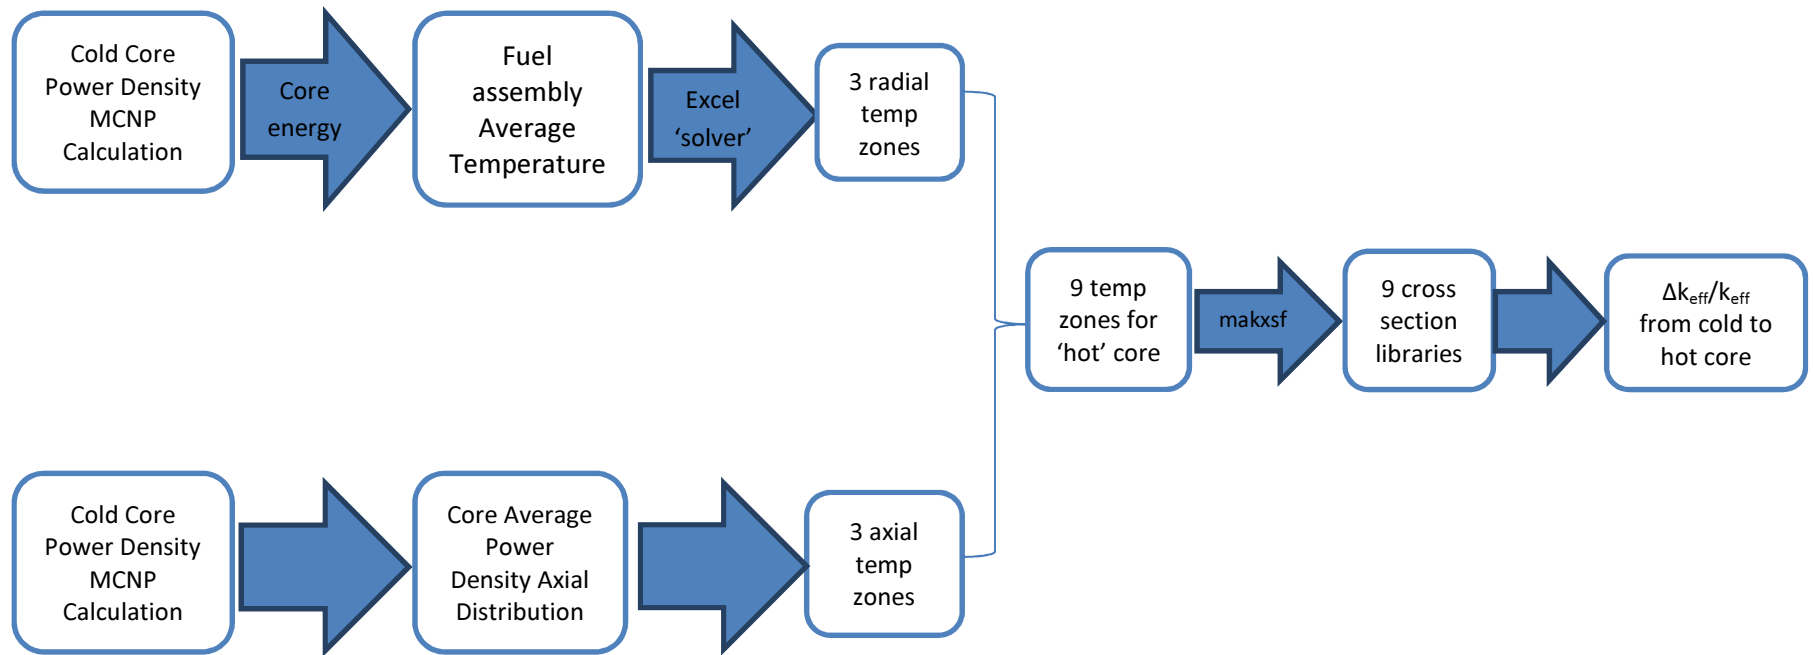 Cold Core
Power Density
MCNP
Calculation
Core
energy
Fuel
assembly
Average
Temperature
Excel
‘solver’
3 radial
temp
zones
9 temp
zones for
‘hot’ core
makxsf
9 cross
section
libraries
Δkeff/keff
from cold to
hot core
Cold Core
Power Density
MCNP
Calculation
Core Average
Power
Density Axial
Distribution
3 axial
temp
zones